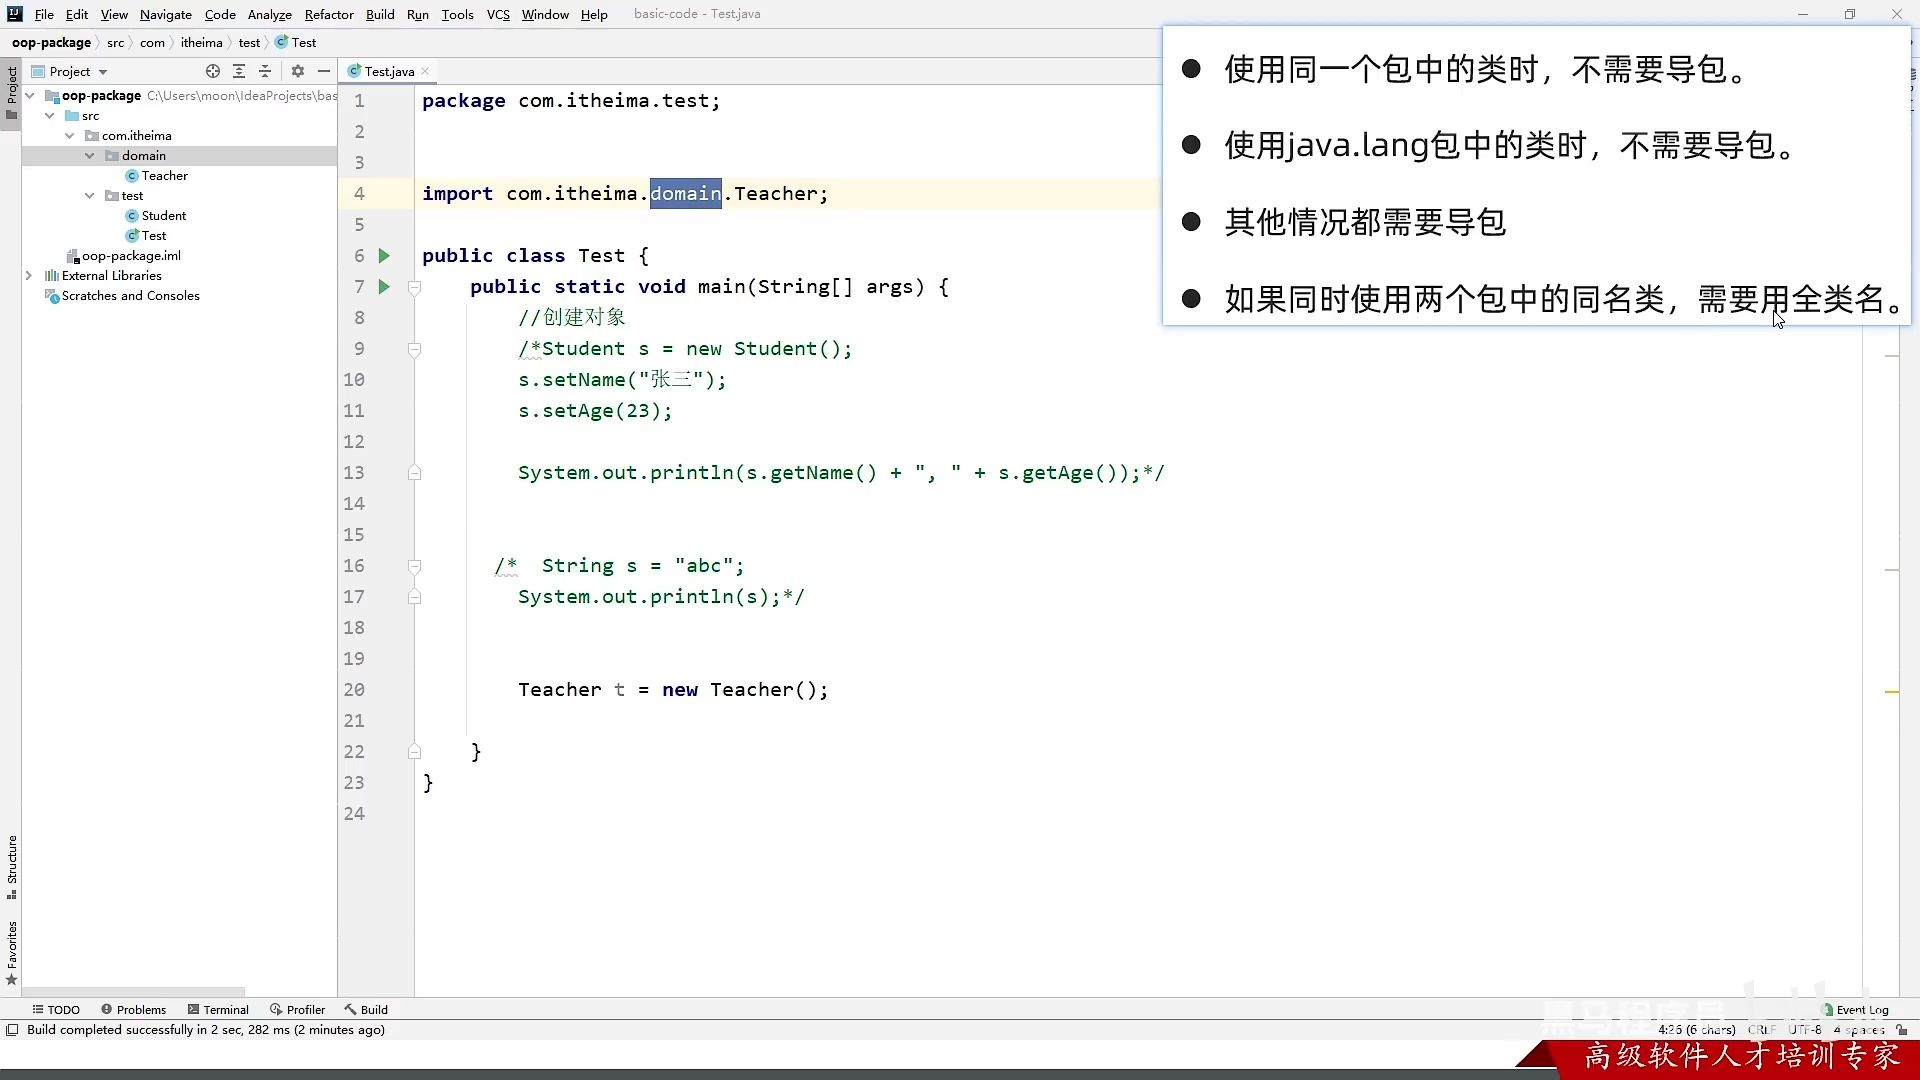 File Edit View Navigate Code Analyze Refactor Build Run Tools VCS Window Help basic-code - Test.java
oop-package src com itheima test Test
Project
Test.java
Project
oop-package C:\Users\moon\IdeaProjects\bas
src
com.itheima
domain
Teacher
test
Student
Test
oop-package.iml
External Libraries
Scratches and Consoles
1 package com.itheima.test;
2
3
4 import com.itheima.domain.Teacher;
5
6 public class Test {
7 public static void main(String[] args) {
8 //创建对象
9 /*Student s = new Student();
10 s.setName("张三");
11 s.setAge(23);
12
13 System.out.println(s.getName() + ", " + s.getAge());*/
14
15
16 /* String s = "abc";
17 System.out.println(s);*/
18
19
20 Teacher t = new Teacher();
21
22 }
23 }
24
● 使用同一个包中的类时，不需要导包。
● 使用java.lang包中的类时，不需要导包。
● 其他情况都需要导包
● 如果同时使用两个包中的同名类，需要用全类名。
Structure
Favorites
TODO Problems Terminal Profiler Build Event Log
Build completed successfully in 2 sec, 282 ms (2 minutes ago) 4:26 (6 chars) CRLF UTF-8 4 spaces
黑马程序员
高级软件人才培训专家